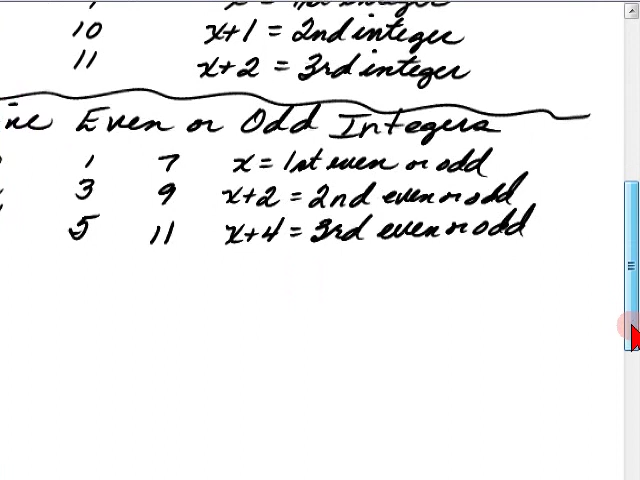 10 x+1 = 2nd integer
11 x+2 = 3rd integer
Even or Odd Integers
1 7 x = 1st even or odd
3 9 x+2 = 2nd even or odd
5 11 x+4 = 3rd even or odd